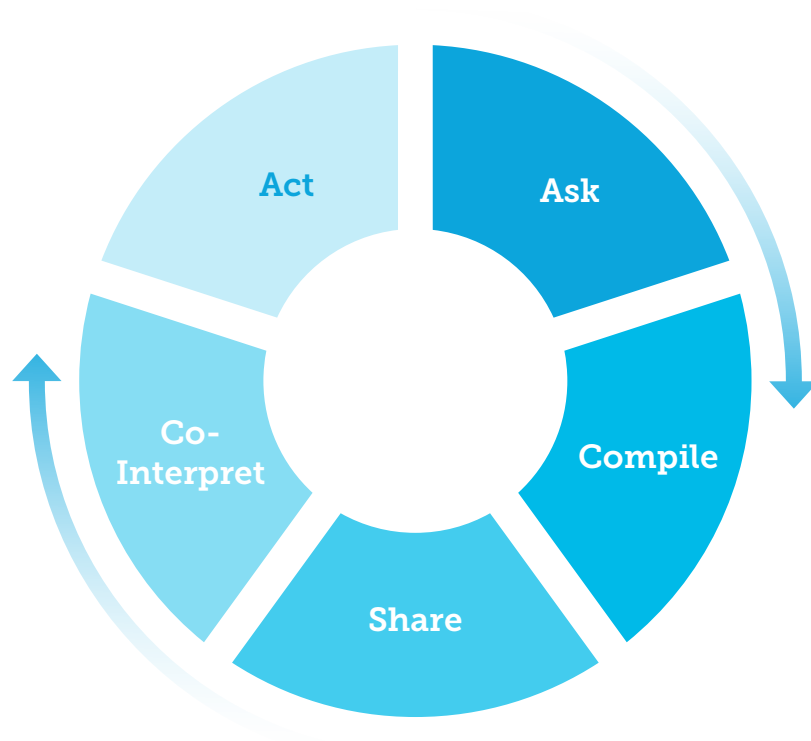 Act
Ask
Co-
Interpret
Compile
Share